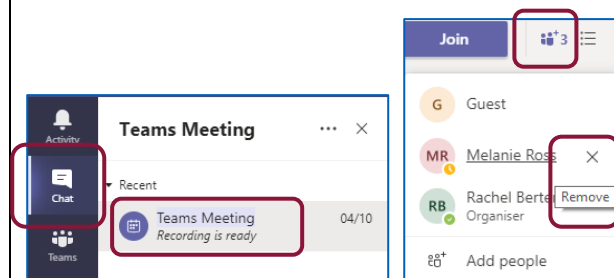 Activity
Chat
Teams
Teams Meeting
Recent
Teams Meeting 04/10
Recording is ready
Join 3
G Guest
MR Melanie Ross
RB Rachel Remove
Organiser
Add people